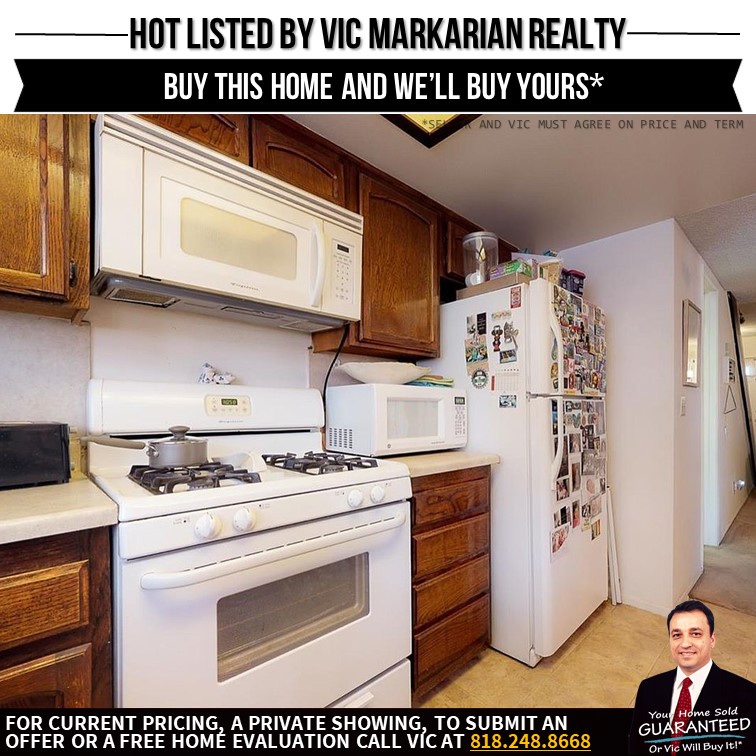 HOT LISTED BY VIC MARKARIAN REALTY
BUY THIS HOME AND WE'LL BUY YOURS*
*SELLER AND VIC MUST AGREE ON PRICE AND TERM
Your Home Sold
GUARANTEED
Or Vic Will Buy It!
FOR CURRENT PRICING, A PRIVATE SHOWING, TO SUBMIT AN
OFFER OR A FREE HOME EVALUATION CALL VIC AT 818.248.8668